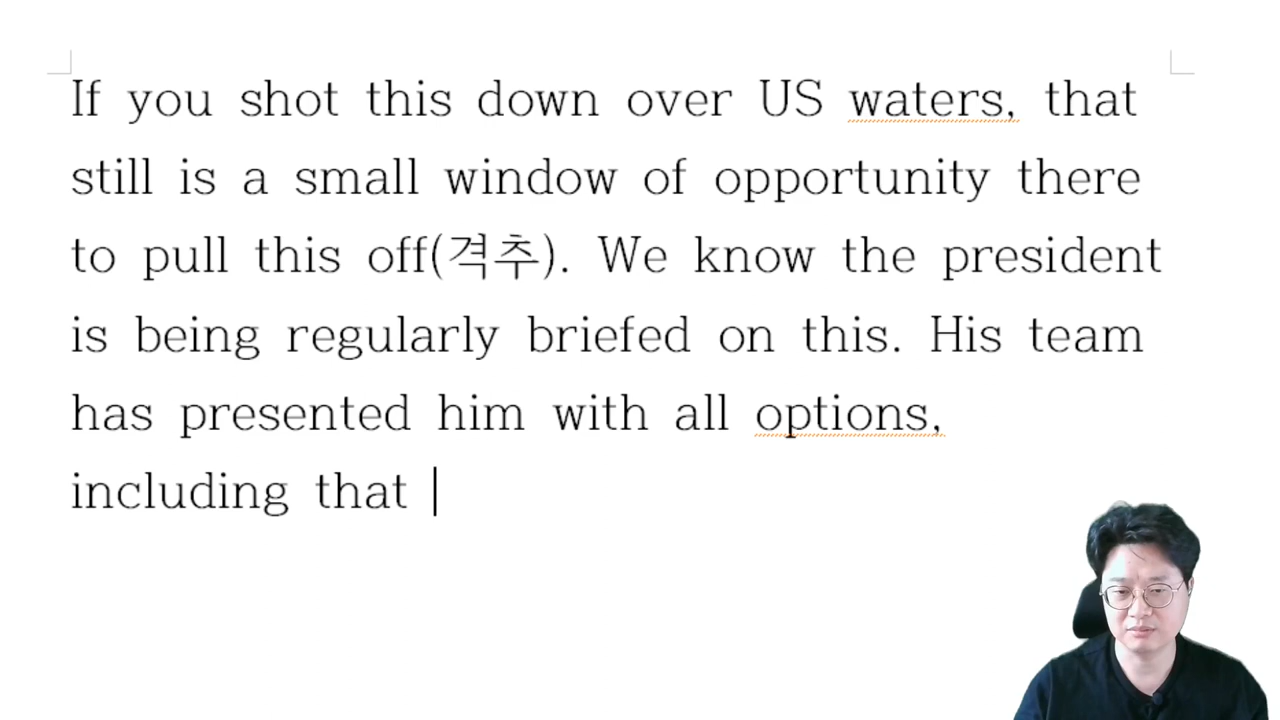 If you shot this down over US waters, that
still is a small window of opportunity there
to pull this off(격추). We know the president
is being regularly briefed on this. His team
has presented him with all options,
including that